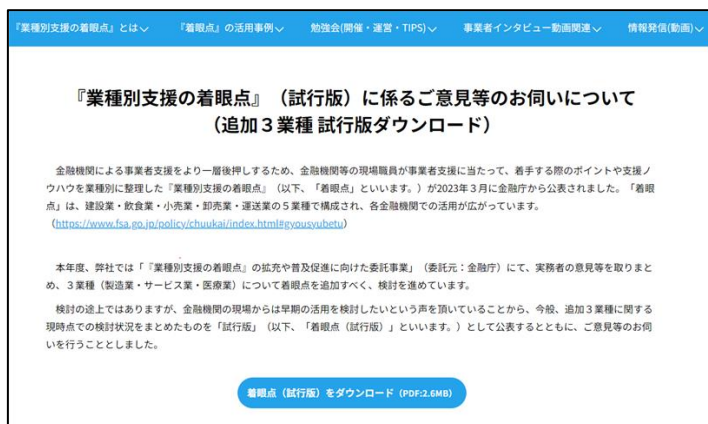 『業種別支援の着眼点』とは
『着眼点』の活用事例
勉強会(開催・運営・TIPS)
事業者インタビュー動画関連
情報発信(動画)
『業種別支援の着眼点』（試行版）に係るご意見等のお伺いについて
（追加３業種 試行版ダウンロード）
金融機関による事業者支援をより一層後押しするため、金融機関等の現場職員が事業者支援に当たって、着手する際のポイントや支援ノ
ウハウを業種別に整理した『業種別支援の着眼点』（以下、「着眼点」といいます。）が2023年３月に金融庁から公表されました。「着眼
点」は、建設業・飲食業・小売業・卸売業・運送業の５業種で構成され、各金融機関での活用が広がっています。
（https://www.fsa.go.jp/policy/chuukai/index.html#gyousyubetu）
本年度、弊社では「『業種別支援の着眼点』の拡充や普及促進に向けた委託事業」（委託元：金融庁）にて、実務者の意見等を取りまと
め、３業種（製造業・サービス業・医療業）について着眼点を追加すべく、検討を進めています。
検討の途上ではありますが、金融機関の現場からは早期の活用を検討したいという声を頂いていることから、今般、追加３業種に関する
現時点での検討状況をまとめたものを「試行版」（以下、「着眼点（試行版）」といいます。）として公表するとともに、ご意見等のお伺
いを行うこととしました。
着眼点（試行版）をダウンロード（PDF:2.6MB）